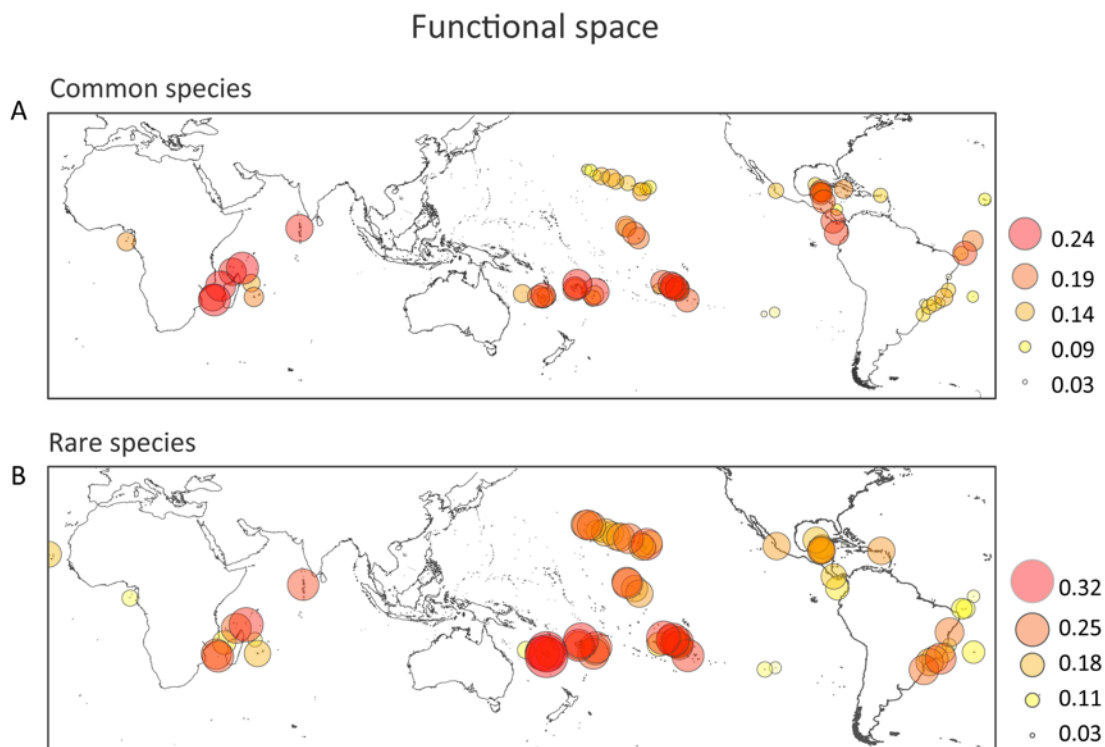 Functional space
Common species
A
0.24
0.19
0.14
0.09
0.03
Rare species
B
0.32
0.25
0.18
0.11
0.03